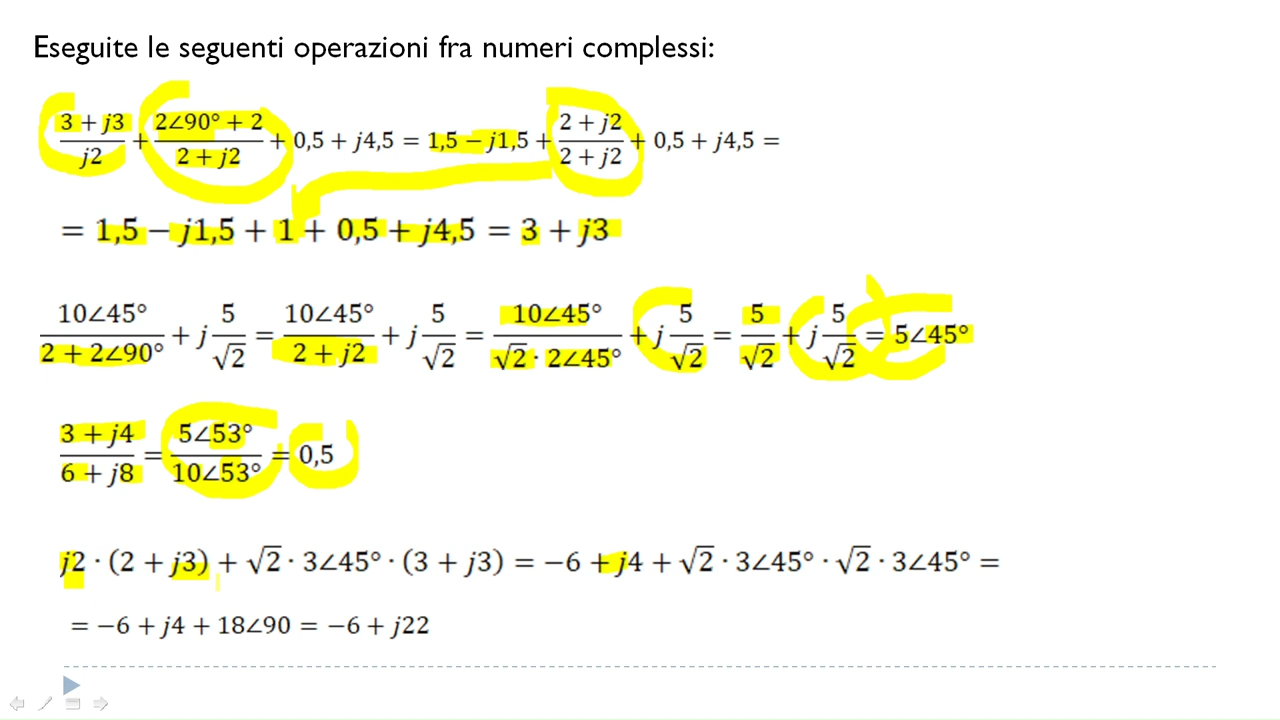 Eseguite le seguenti operazioni fra numeri complessi:
(3 + j3)/(j2) + (2∠90° + 2)/(2 + j2) + 0,5 + j4,5 = 1,5 − j1,5 + (2 + j2)/(2 + j2) + 0,5 + j4,5 =
= 1,5 − j1,5 + 1 + 0,5 + j4,5 = 3 + j3
(10∠45°)/(2 + 2∠90°) + j 5/√2 = (10∠45°)/(2 + j2) + j 5/√2 = (10∠45°)/(√2 · 2∠45°) + j 5/√2 = 5/√2 + j 5/√2 = 5∠45°
(3 + j4)/(6 + j8) = (5∠53°)/(10∠53°) = 0,5
j2 · (2 + j3) + √2 · 3∠45° · (3 + j3) = −6 + j4 + √2 · 3∠45° · √2 · 3∠45° =
= −6 + j4 + 18∠90 = −6 + j22